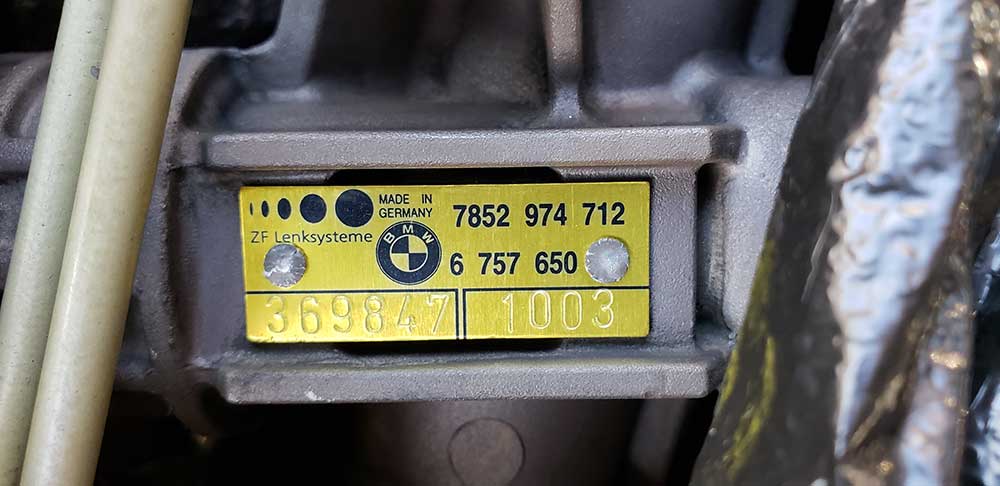 MADE IN
GERMANY
7852 974 712
ZF Lenksysteme
BMW
6 757 650
369847 1003